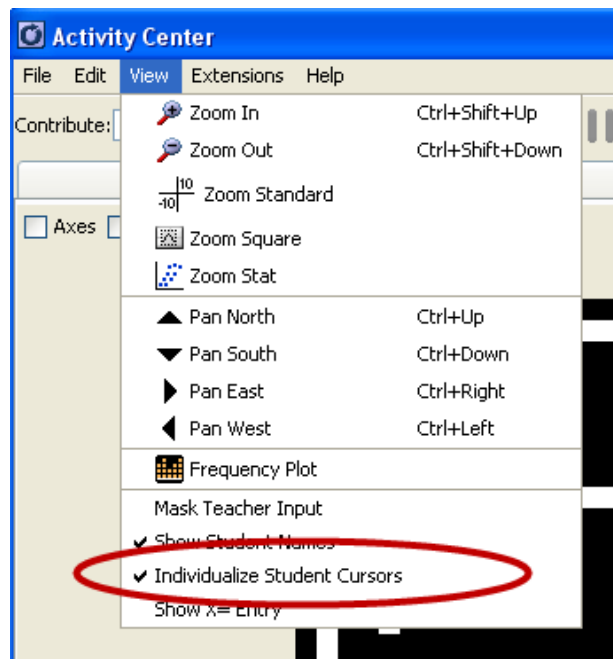 Activity Center
File Edit View Extensions Help
Contribute:
Zoom In Ctrl+Shift+Up
Zoom Out Ctrl+Shift+Down
10
-10
Zoom Standard
Axes
Zoom Square
Zoom Stat
Pan North Ctrl+Up
Pan South Ctrl+Down
Pan East Ctrl+Right
Pan West Ctrl+Left
Frequency Plot
Mask Teacher Input
Show Student Names
Individualize Student Cursors
Show X= Entry